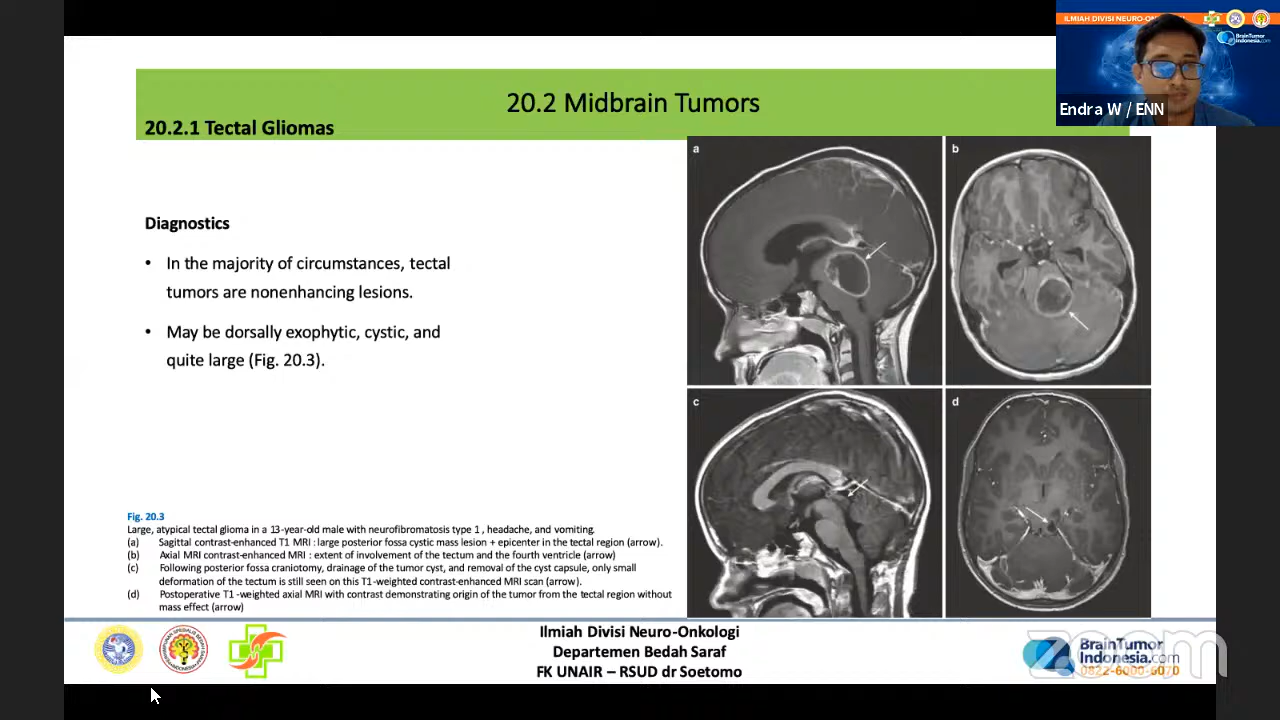 ILMIAH DIVISI NEURO-ONKOLOGI
BrainTumor
Indonesia.com
Endra W / ENN
20.2 Midbrain Tumors
20.2.1 Tectal Gliomas
a
b
Diagnostics
• In the majority of circumstances, tectal
tumors are nonenhancing lesions.
• May be dorsally exophytic, cystic, and
quite large (Fig. 20.3).
c
d
Fig. 20.3
Large, atypical tectal glioma in a 13-year-old male with neurofibromatosis type 1 , headache, and vomiting.
(a) Sagittal contrast-enhanced T1 MRI : large posterior fossa cystic mass lesion + epicenter in the tectal region (arrow).
(b) Axial MRI contrast-enhanced MRI : extent of involvement of the tectum and the fourth ventricle (arrow)
(c) Following posterior fossa craniotomy, drainage of the tumor cyst, and removal of the cyst capsule, only small
deformation of the tectum is still seen on this T1-weighted contrast-enhanced MRI scan (arrow).
(d) Postoperative T1 -weighted axial MRI with contrast demonstrating origin of the tumor from the tectal region without
mass effect (arrow)
Ilmiah Divisi Neuro-Onkologi
Departemen Bedah Saraf
FK UNAIR – RSUD dr Soetomo
BrainTumor
Indonesia.com
0822-6000-6070
zoom